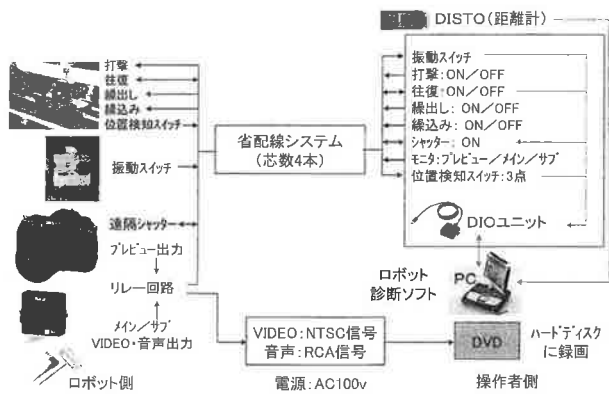 DISTO(距離計)
打撃
往復
繰出し
繰込み
位置検知スイッチ
振動スイッチ
遠隔シャッター
プレビュー出力
リレー回路
メイン/サブ
VIDEO・音声出力
ロボット側
省配線システム
(芯数4本)
振動スイッチ
打撃:ON/OFF
往復:ON/OFF
繰出し:ON/OFF
繰込み:ON/OFF
シャッター:ON
モニタ:プレビュー/メイン/サブ
位置検知スイッチ:3点
DIOユニット
ロボット
診断ソフト
PC
VIDEO:NTSC信号
音声:RCA信号
電源:AC100v
DVD
ハードディスク
に録画
操作者側